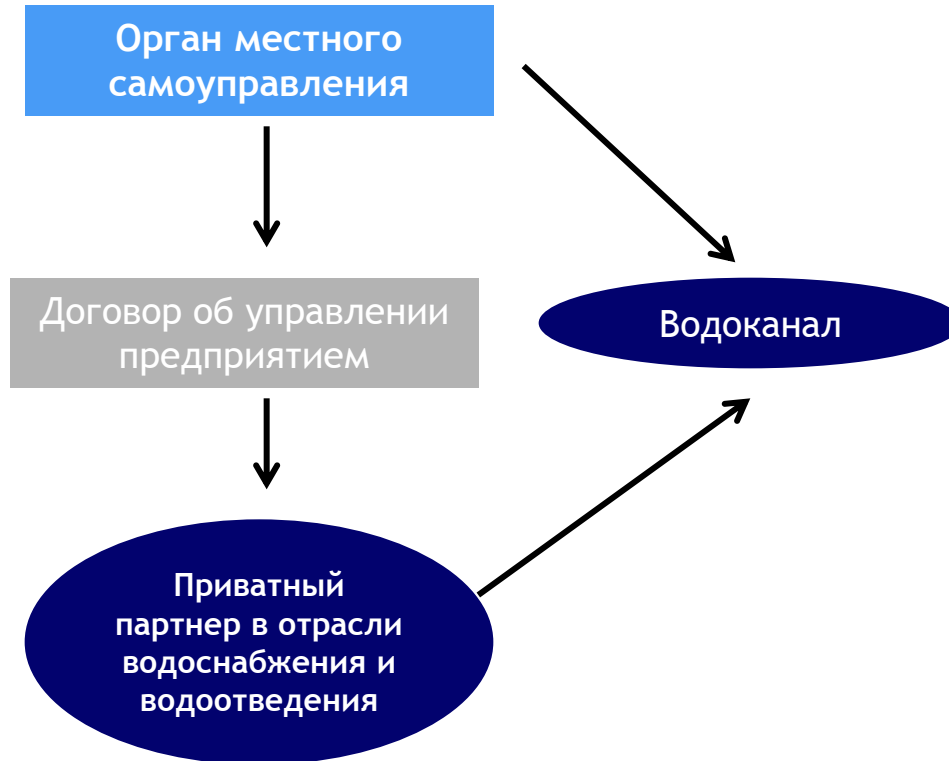 Орган местного
самоуправления
Договор об управлении
предприятием
Водоканал
Приватный
партнер в отрасли
водоснабжения и
водоотведения